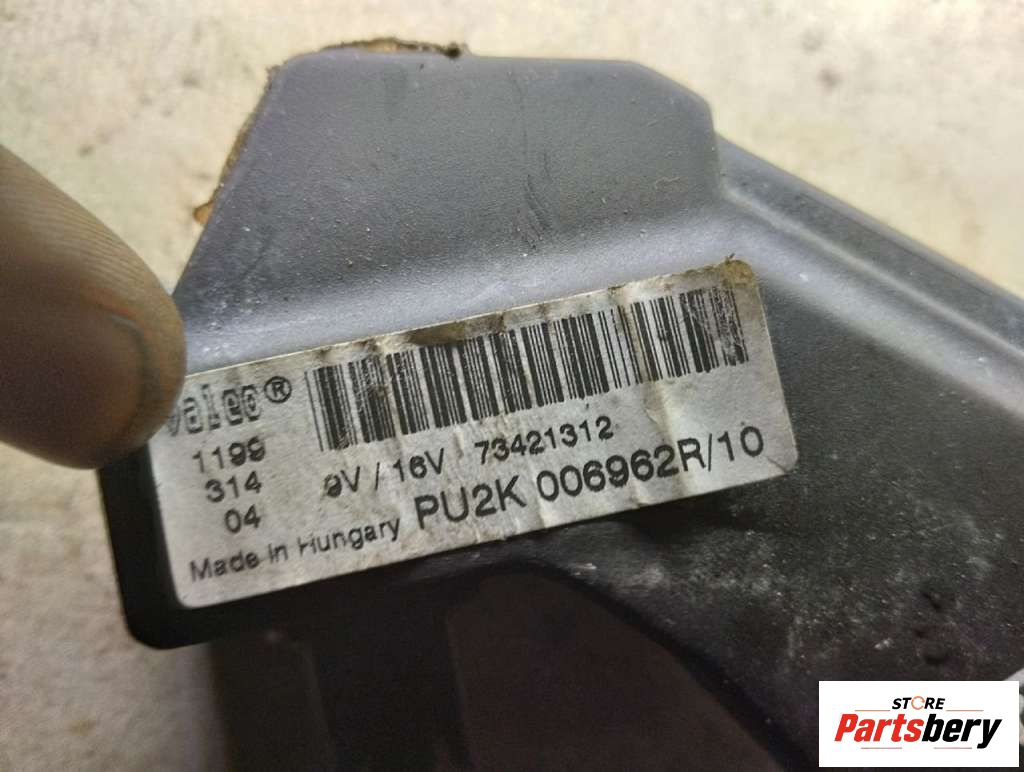 valeo®
1199
314
04
9V / 16V 73421312
PU2K 006962R/10
Made in Hungary
STORE
Partsbery